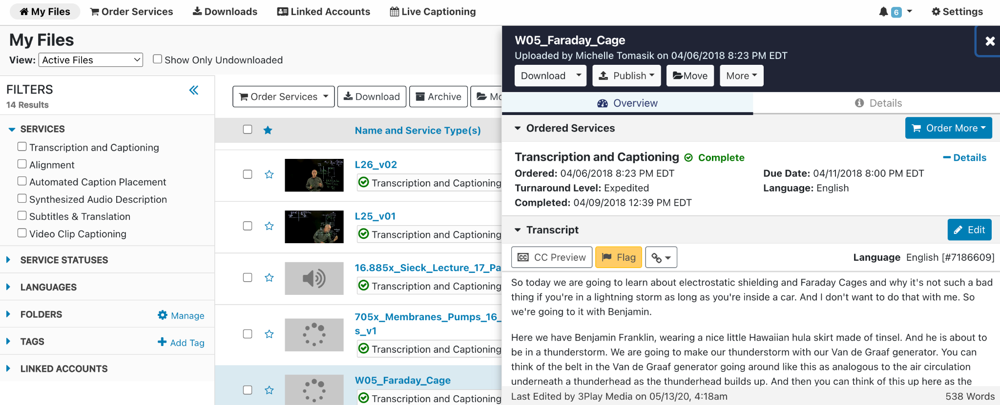 My Files Order Services Downloads Linked Accounts Live Captioning 6 Settings
My Files
View: Active Files Show Only Undownloaded
FILTERS
14 Results
SERVICES
Transcription and Captioning
Alignment
Automated Caption Placement
Synthesized Audio Description
Subtitles & Translation
Video Clip Captioning
SERVICE STATUSES
LANGUAGES
FOLDERS Manage
TAGS Add Tag
LINKED ACCOUNTS
Order Services Download Archive Mo
Name and Service Type(s)
L26_v02
Transcription and Captioning
L25_v01
Transcription and Captioning
16.885x_Sieck_Lecture_17_Pa
Transcription and Captioning
705x_Membranes_Pumps_16_
s_v1
Transcription and Captioning
W05_Faraday_Cage
Transcription and Captioning
W05_Faraday_Cage
Uploaded by Michelle Tomasik on 04/06/2018 8:23 PM EDT
Download Publish Move More
Overview Details
Ordered Services Order More
Transcription and Captioning Complete Details
Ordered: 04/06/2018 8:23 PM EDT Due Date: 04/11/2018 8:00 PM EDT
Turnaround Level: Expedited Language: English
Completed: 04/09/2018 12:39 PM EDT
Transcript Edit
CC CC Preview Flag Language English [#7186609]
So today we are going to learn about electrostatic shielding and Faraday Cages and why it's not such a bad
thing if you're in a lightning storm as long as you're inside a car. And I don't want to do that with me. So
we're going to it with Benjamin.
Here we have Benjamin Franklin, wearing a nice little Hawaiian hula skirt made of tinsel. And he is about to
be in a thunderstorm. We are going to make our thunderstorm with our Van de Graaf generator. You can
think of the belt in the Van de Graaf generator going around like this as analogous to the air circulation
underneath a thunderhead as the thunderhead builds up. And then you can think of this up here as the
Last Edited by 3Play Media on 05/13/20, 4:18am 538 Words